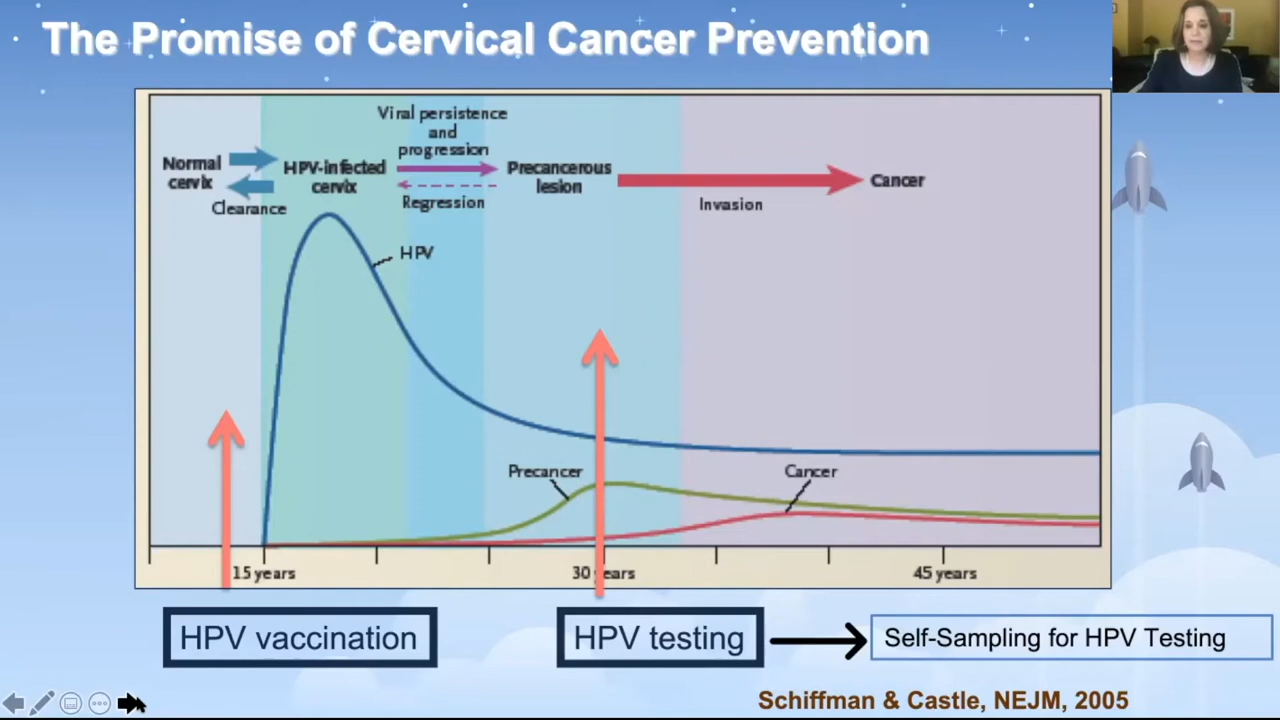 The Promise of Cervical Cancer Prevention
Viral persistence
and
progression
Normal
cervix
HPV-infected
cervix
Precancerous
lesion
Cancer
Clearance
Regression
Invasion
HPV
Precancer
Cancer
15 years
30 years
45 years
HPV vaccination
HPV testing
Self-Sampling for HPV Testing
Schiffman & Castle, NEJM, 2005